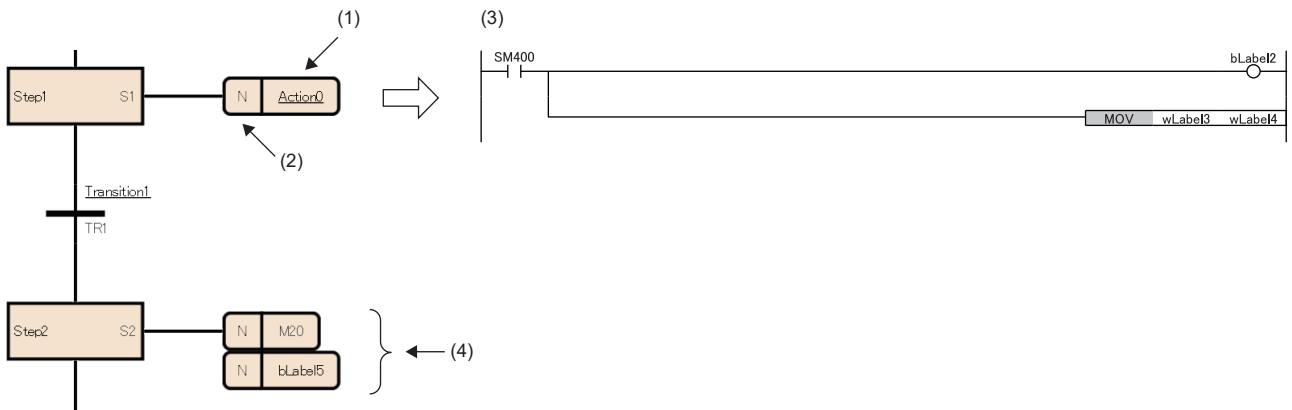 (1)
(3)
SM400
bLabel2
Step1 S1
N Action0
MOV wLabel3 wLabel4
(2)
Transition1
TR1
Step2 S2
N M20
(4)
N bLabel5